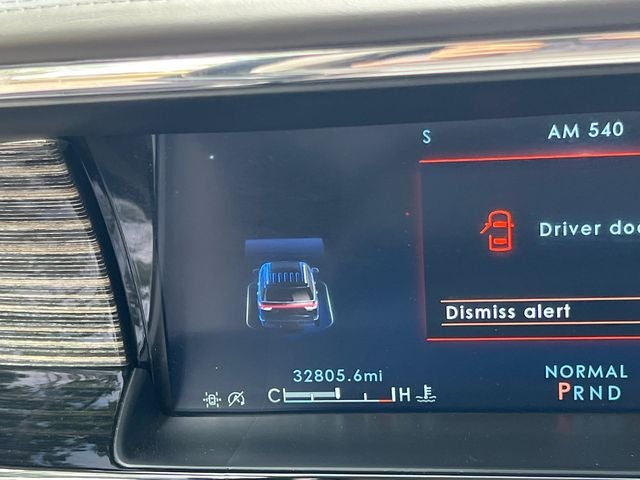 S
AM 540
Driver doo
Dismiss alert
32805.6mi
NORMAL
C H
PRND